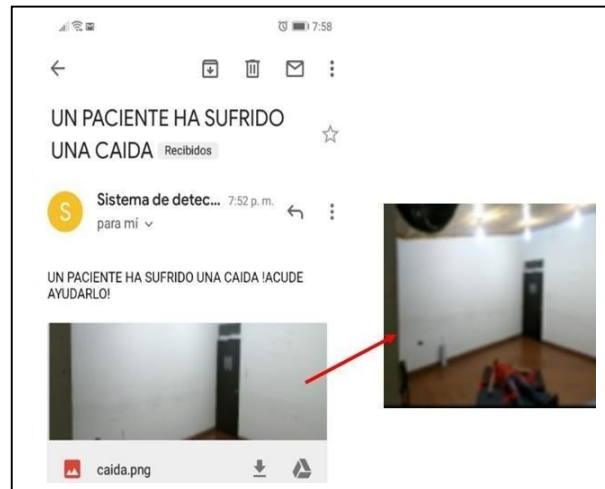 7:58
UN PACIENTE HA SUFRIDO
UNA CAIDA Recibidos
S
Sistema de detec... 7:52 p. m.
para mí
UN PACIENTE HA SUFRIDO UNA CAIDA !ACUDE
AYUDARLO!
caida.png